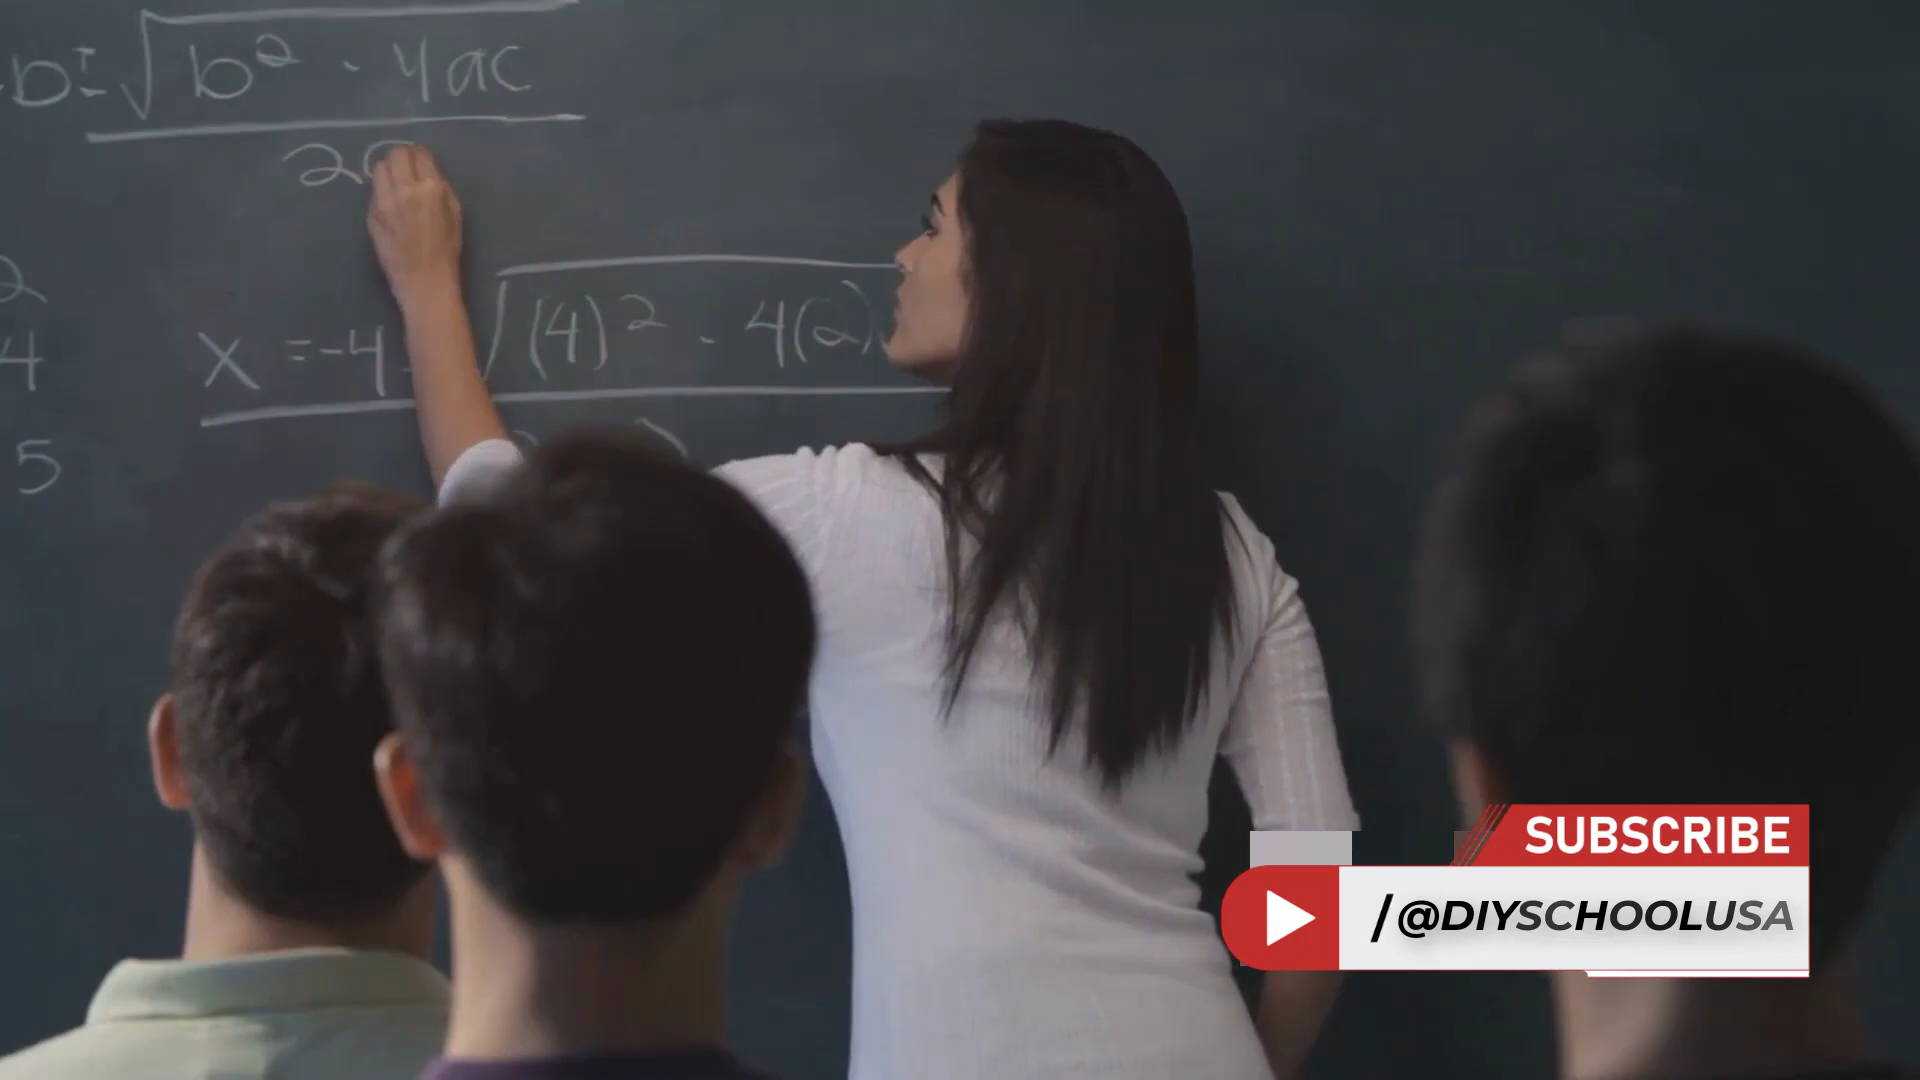 -b± √b² - 4ac
2a
2
x = -4 √(4)² - 4(2)
4
5
SUBSCRIBE
/@DIYSCHOOLUSA